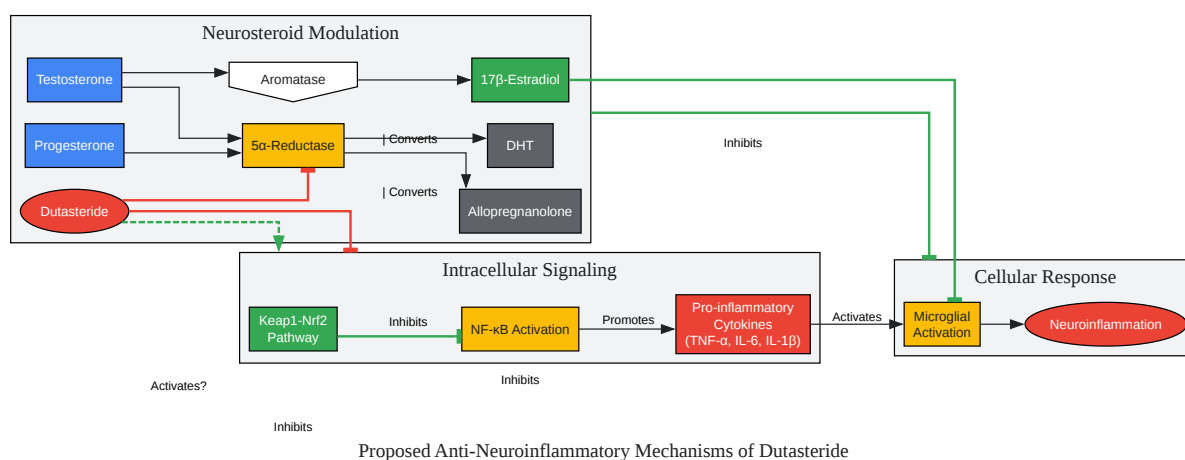 Neurosteroid Modulation
Testosterone
Aromatase
17β-Estradiol
Progesterone
5α-Reductase
| Converts
DHT
Inhibits
| Converts
Dutasteride
Allopregnanolone
Intracellular Signaling
Cellular Response
Keap1-Nrf2
Pathway
Inhibits
NF-κB Activation
Promotes
Pro-inflammatory
Cytokines
(TNF-α, IL-6, IL-1β)
Activates
Microglial
Activation
Neuroinflammation
Activates?
Inhibits
Inhibits
Proposed Anti-Neuroinflammatory Mechanisms of Dutasteride